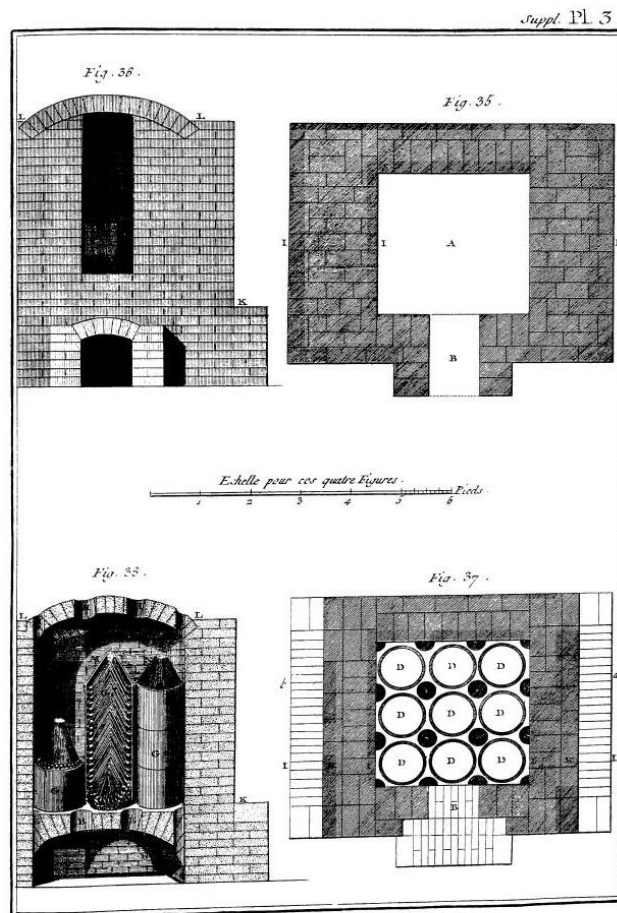 Suppl. Pl. 3
Fig. 36.
L L
K
Fig. 35.
I I A
B
Echelle pour ces quatre Figures.
1 2 3 4 5 6 Pieds.
Fig. 33.
L L
G G
K
Fig. 37.
D D D
D D D
D D D
I
B